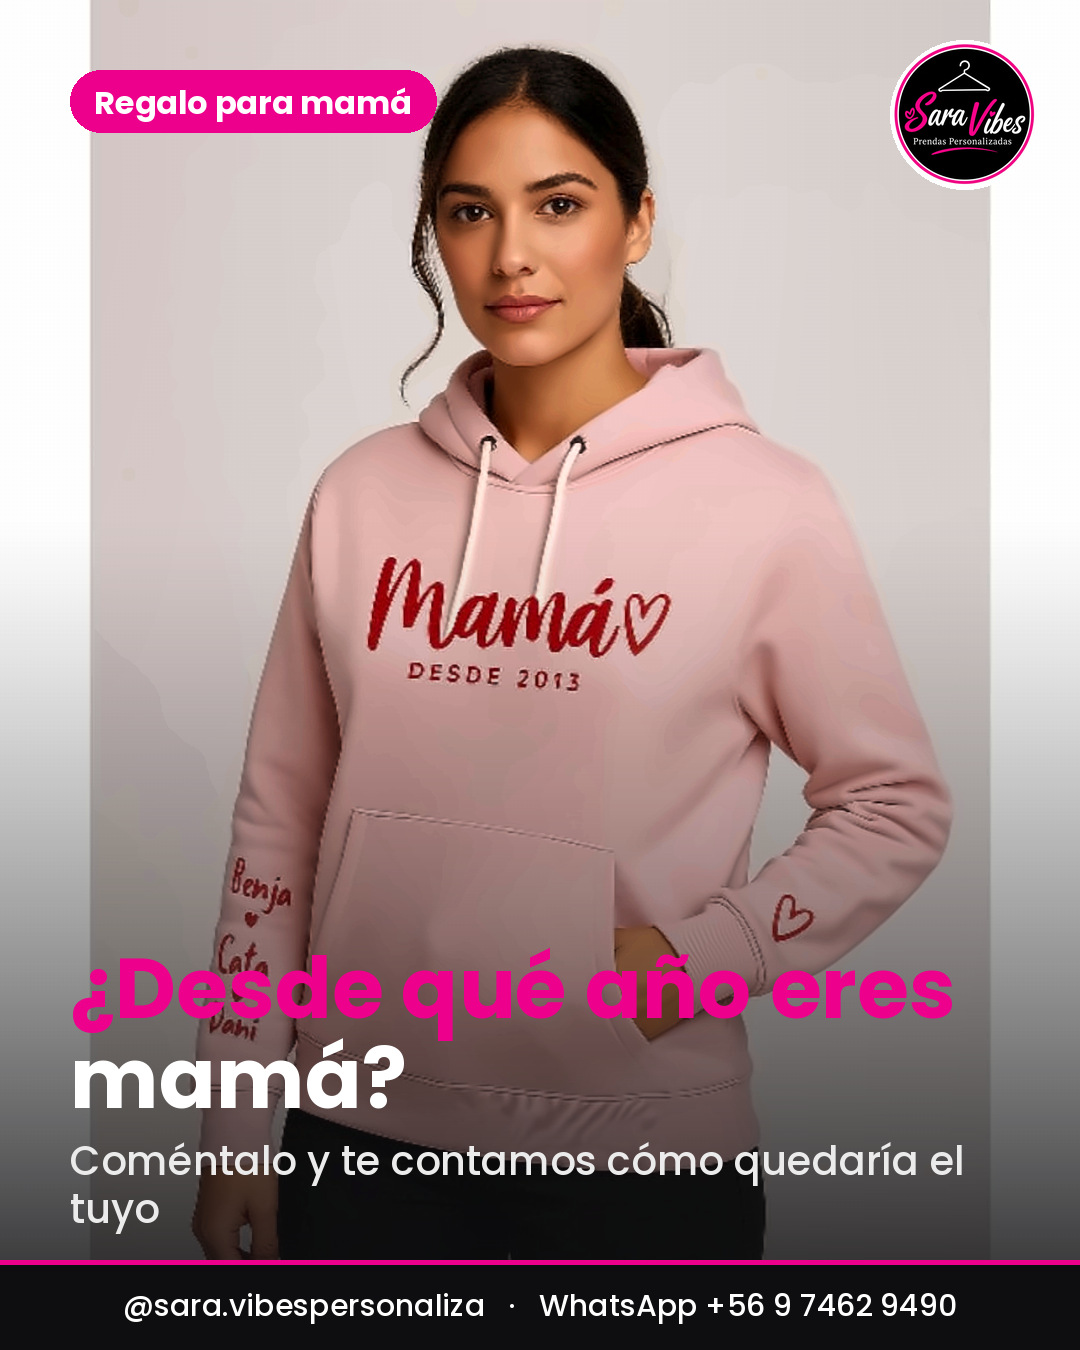 Regalo para mamá
Sara Vibes
Prendas Personalizadas
Mamá
DESDE 2013
Benja
Cata
Dani
¿Desde qué año eres
mamá?
Coméntalo y te contamos cómo quedaría el
tuyo
@sara.vibespersonaliza · WhatsApp +56 9 7462 9490